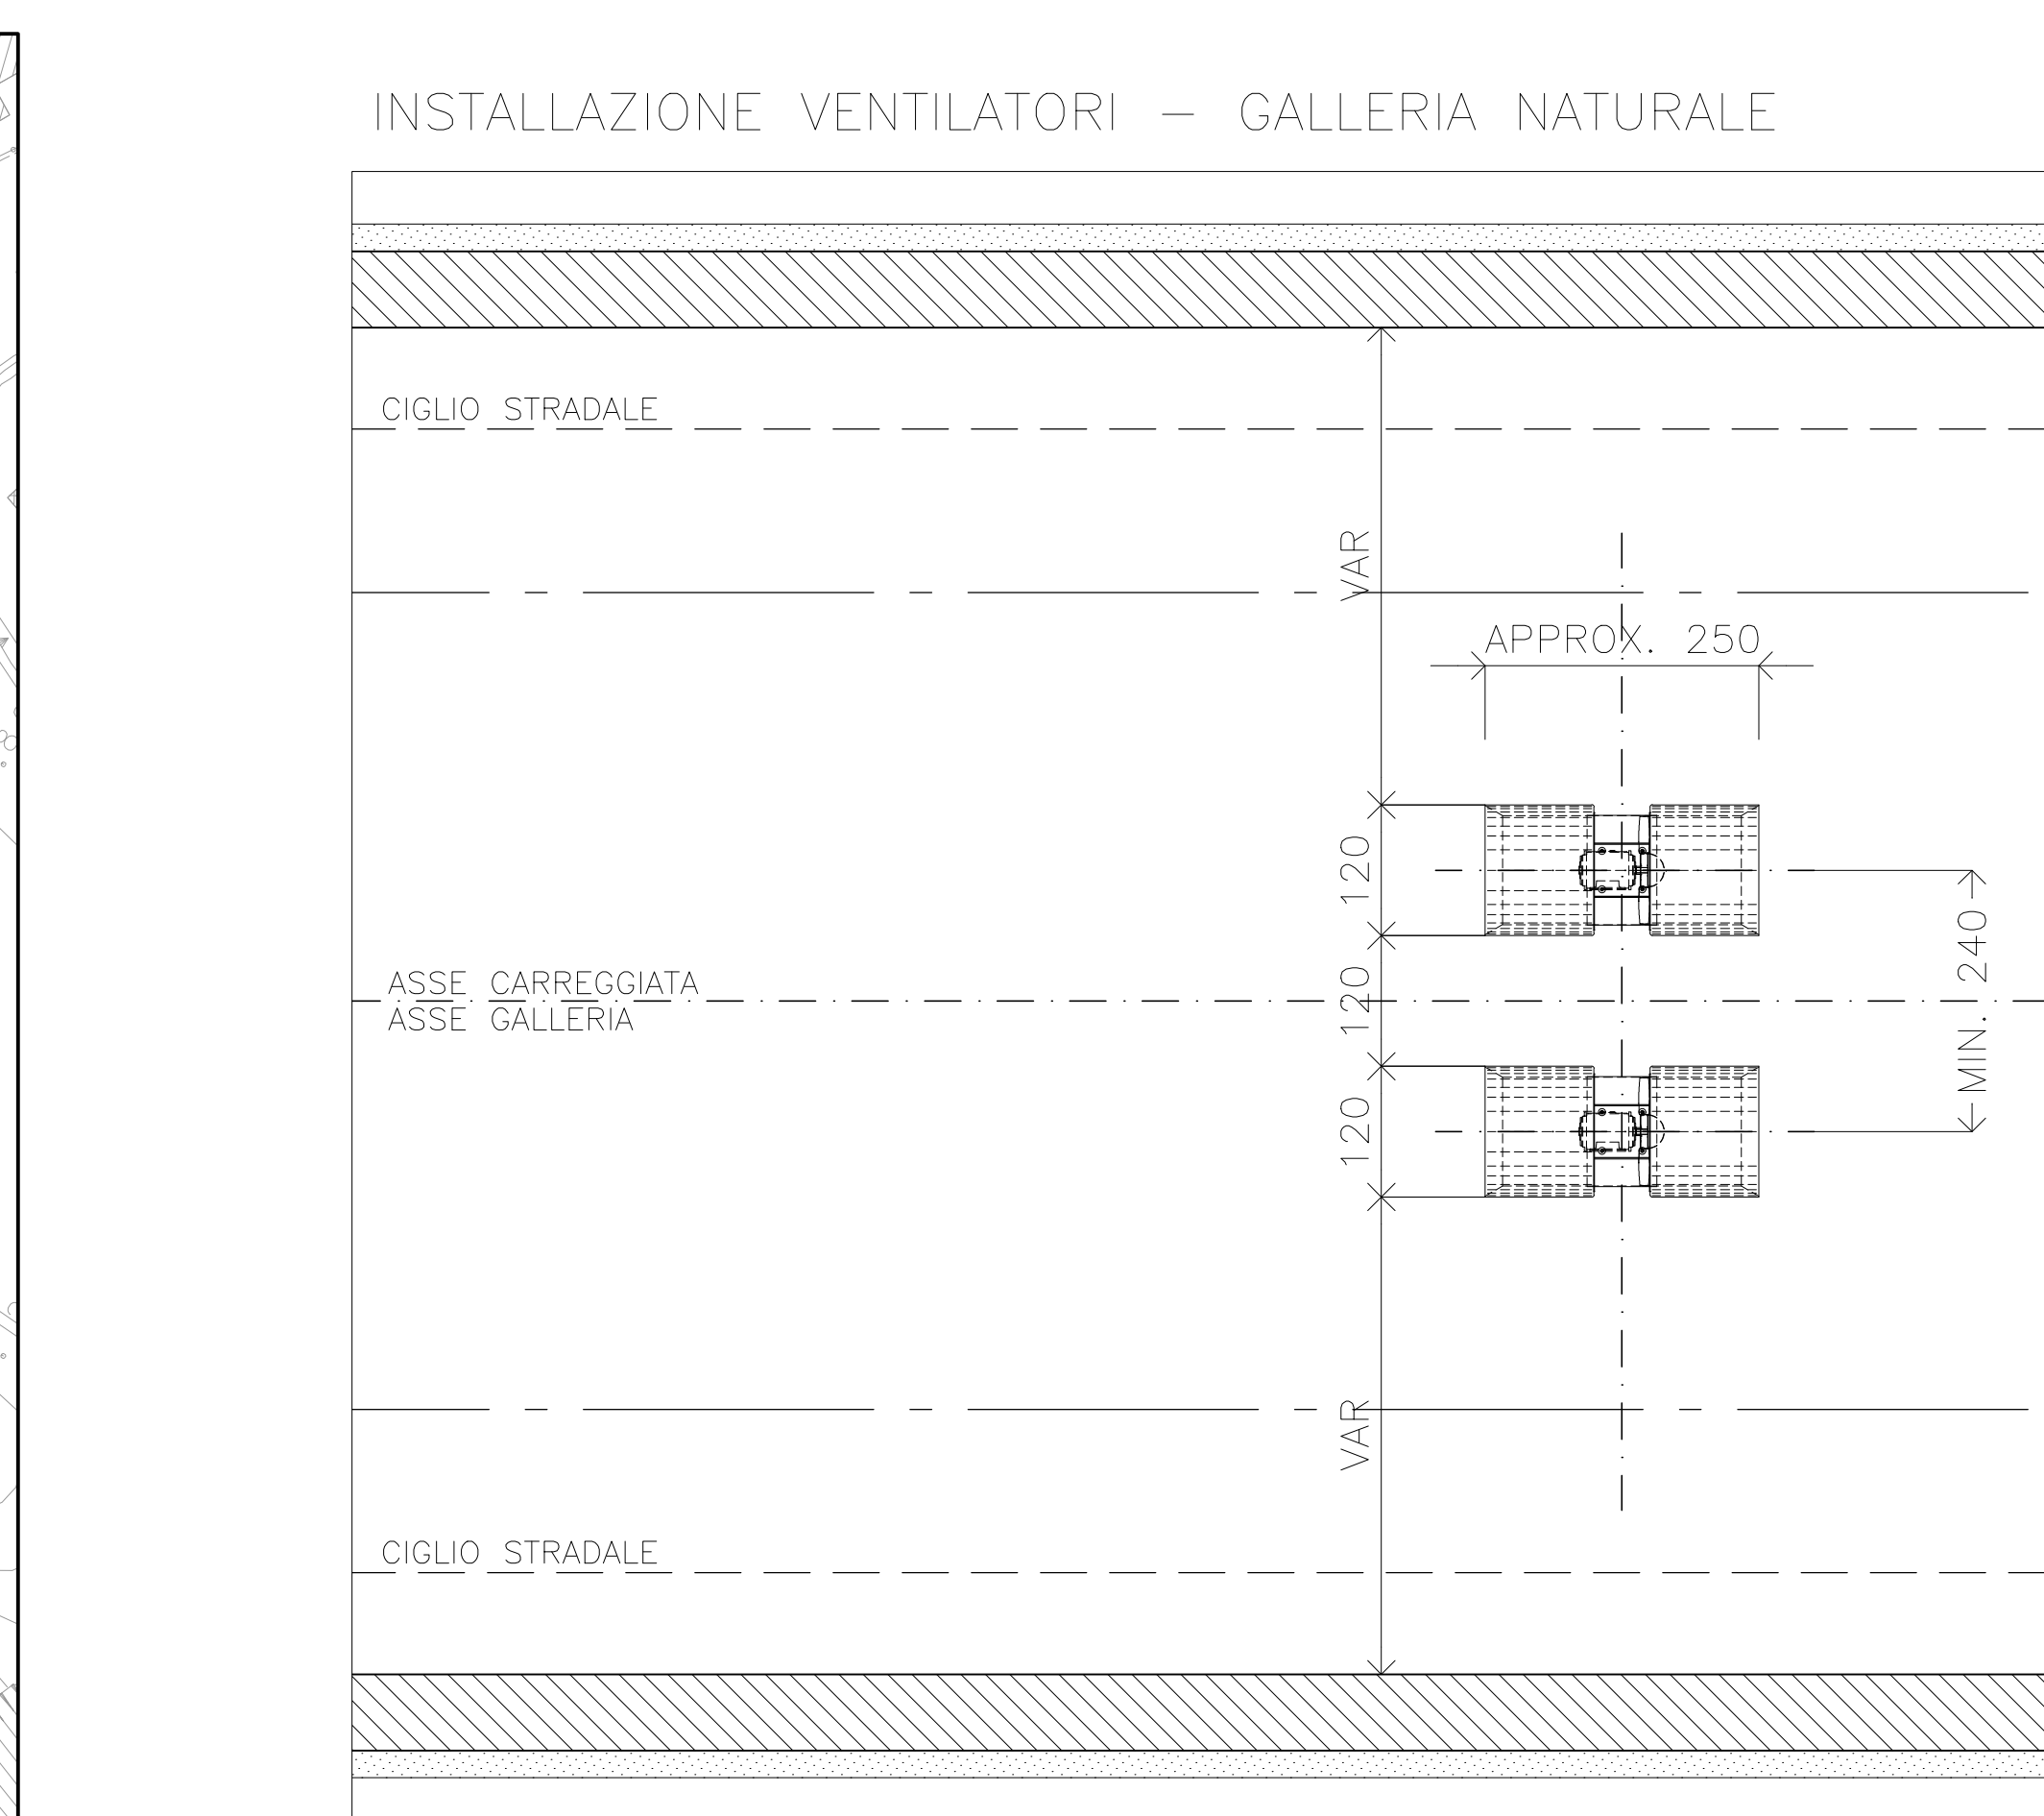 INSTALLAZIONE VENTILATORI – GALLERIA NATURALE
CIGLIO STRADALE
VAR
APPROX. 250
120
ASSE CARREGGIATA
ASSE GALLERIA
120
MIN. 240
120
VAR
CIGLIO STRADALE